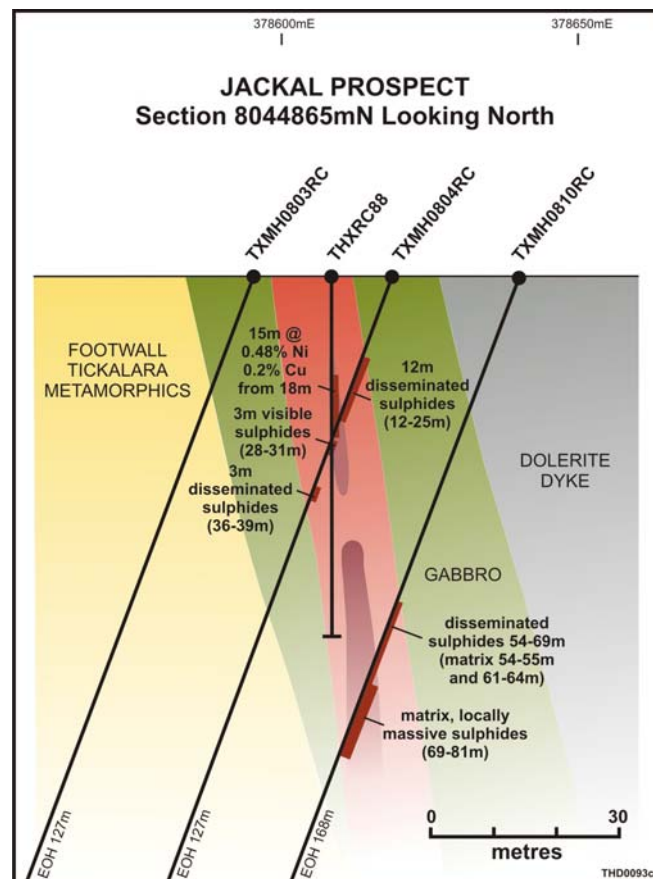 378600mE
378650mE
JACKAL PROSPECT
Section 8044865mN Looking North
TXMH0803RC
THXRC88
TXMH0804RC
TXMH0810RC
FOOTWALL
TICKALARA
METAMORPHICS
15m @
0.48% Ni
0.2% Cu
from 18m
3m visible
sulphides
(28-31m)
3m
disseminated
sulphides
(36-39m)
12m
disseminated
sulphides
(12-25m)
DOLERITE
DYKE
GABBRO
disseminated
sulphides 54-69m
(matrix 54-55m
and 61-64m)
matrix, locally
massive sulphides
(69-81m)
EOH 127m
EOH 127m
EOH 168m
0
30
metres
THD0093c